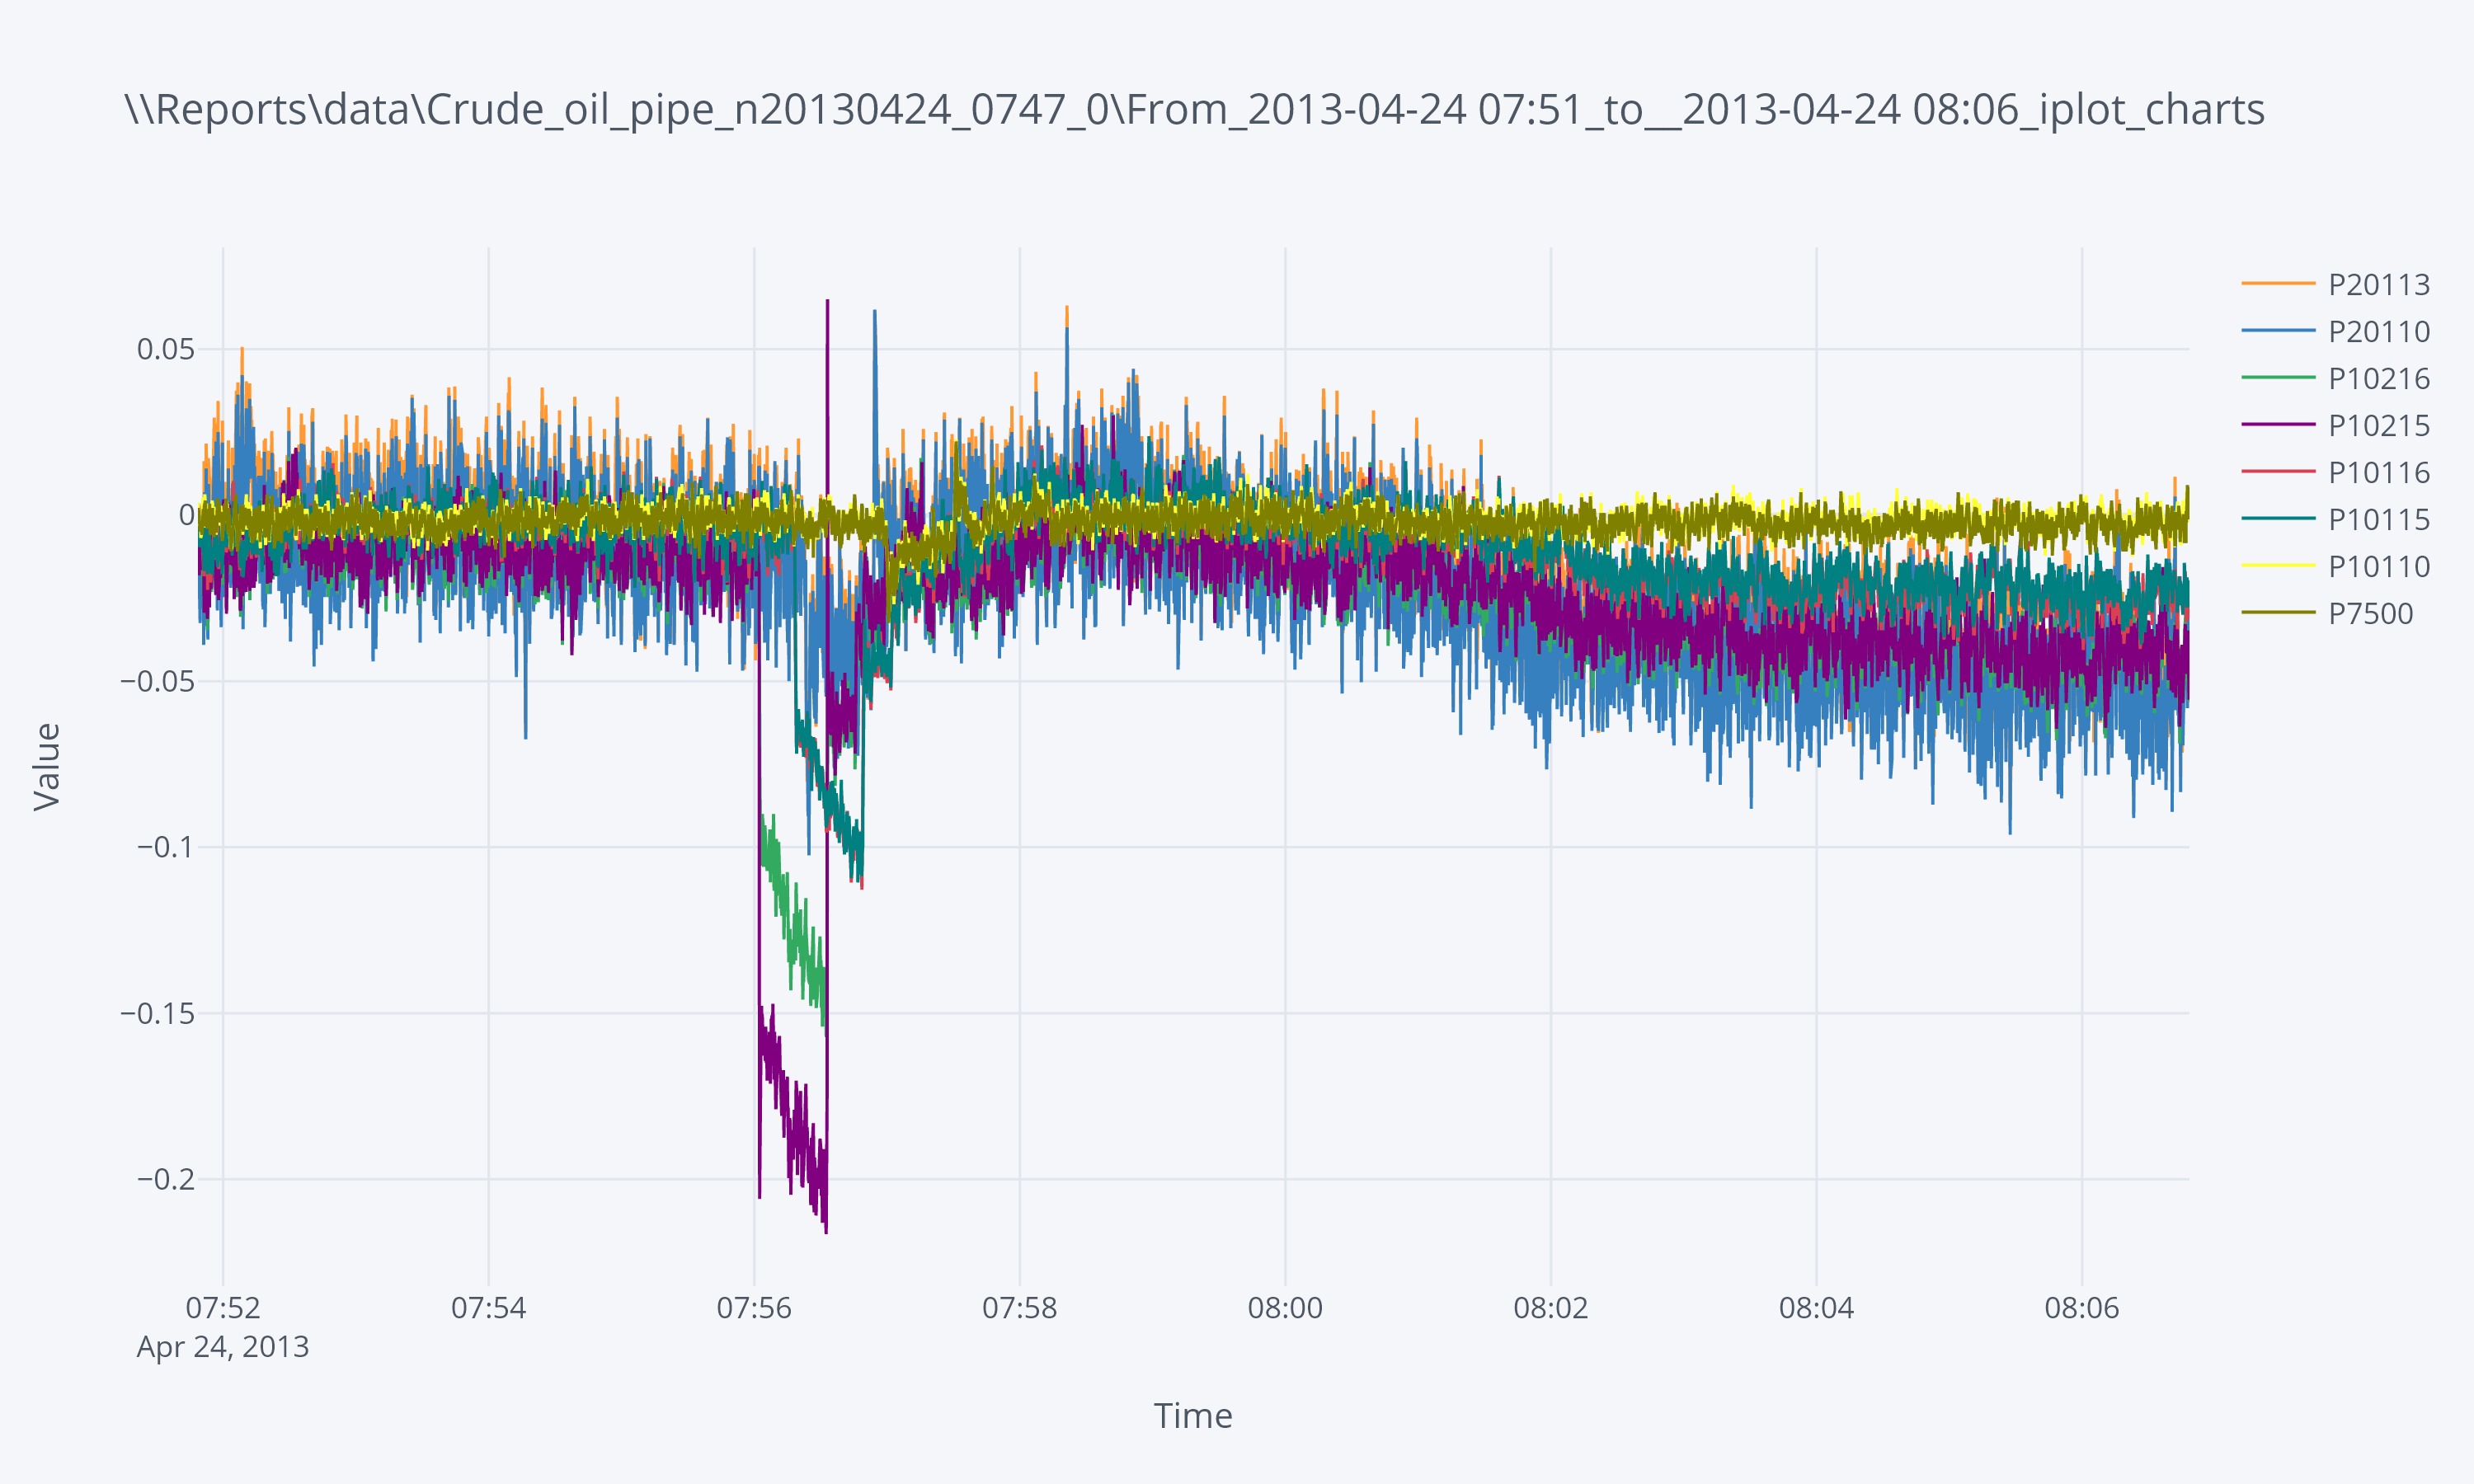 \\Reports\data\Crude_oil_pipe_n20130424_0747_0\From_2013-04-24 07:51_to__2013-04-24 08:06_iplot_charts
P20113
P20110
P10216
P10215
P10116
P10115
P10110
P7500
0.05
0
−0.05
−0.1
−0.15
−0.2
Value
07:52 07:54 07:56 07:58 08:00 08:02 08:04 08:06
Apr 24, 2013
Time